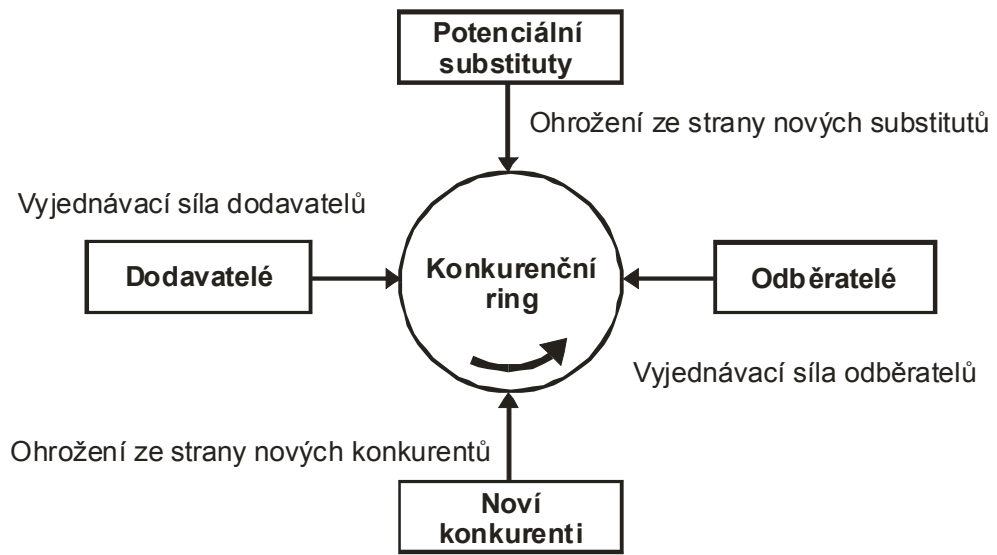 Potenciální
substituty
Ohrožení ze strany nových substitutů
Vyjednávací síla dodavatelů
Dodavatelé
Konkurenční
ring
Odběratelé
Vyjednávací síla odběratelů
Ohrožení ze strany nových konkurentů
Noví
konkurenti